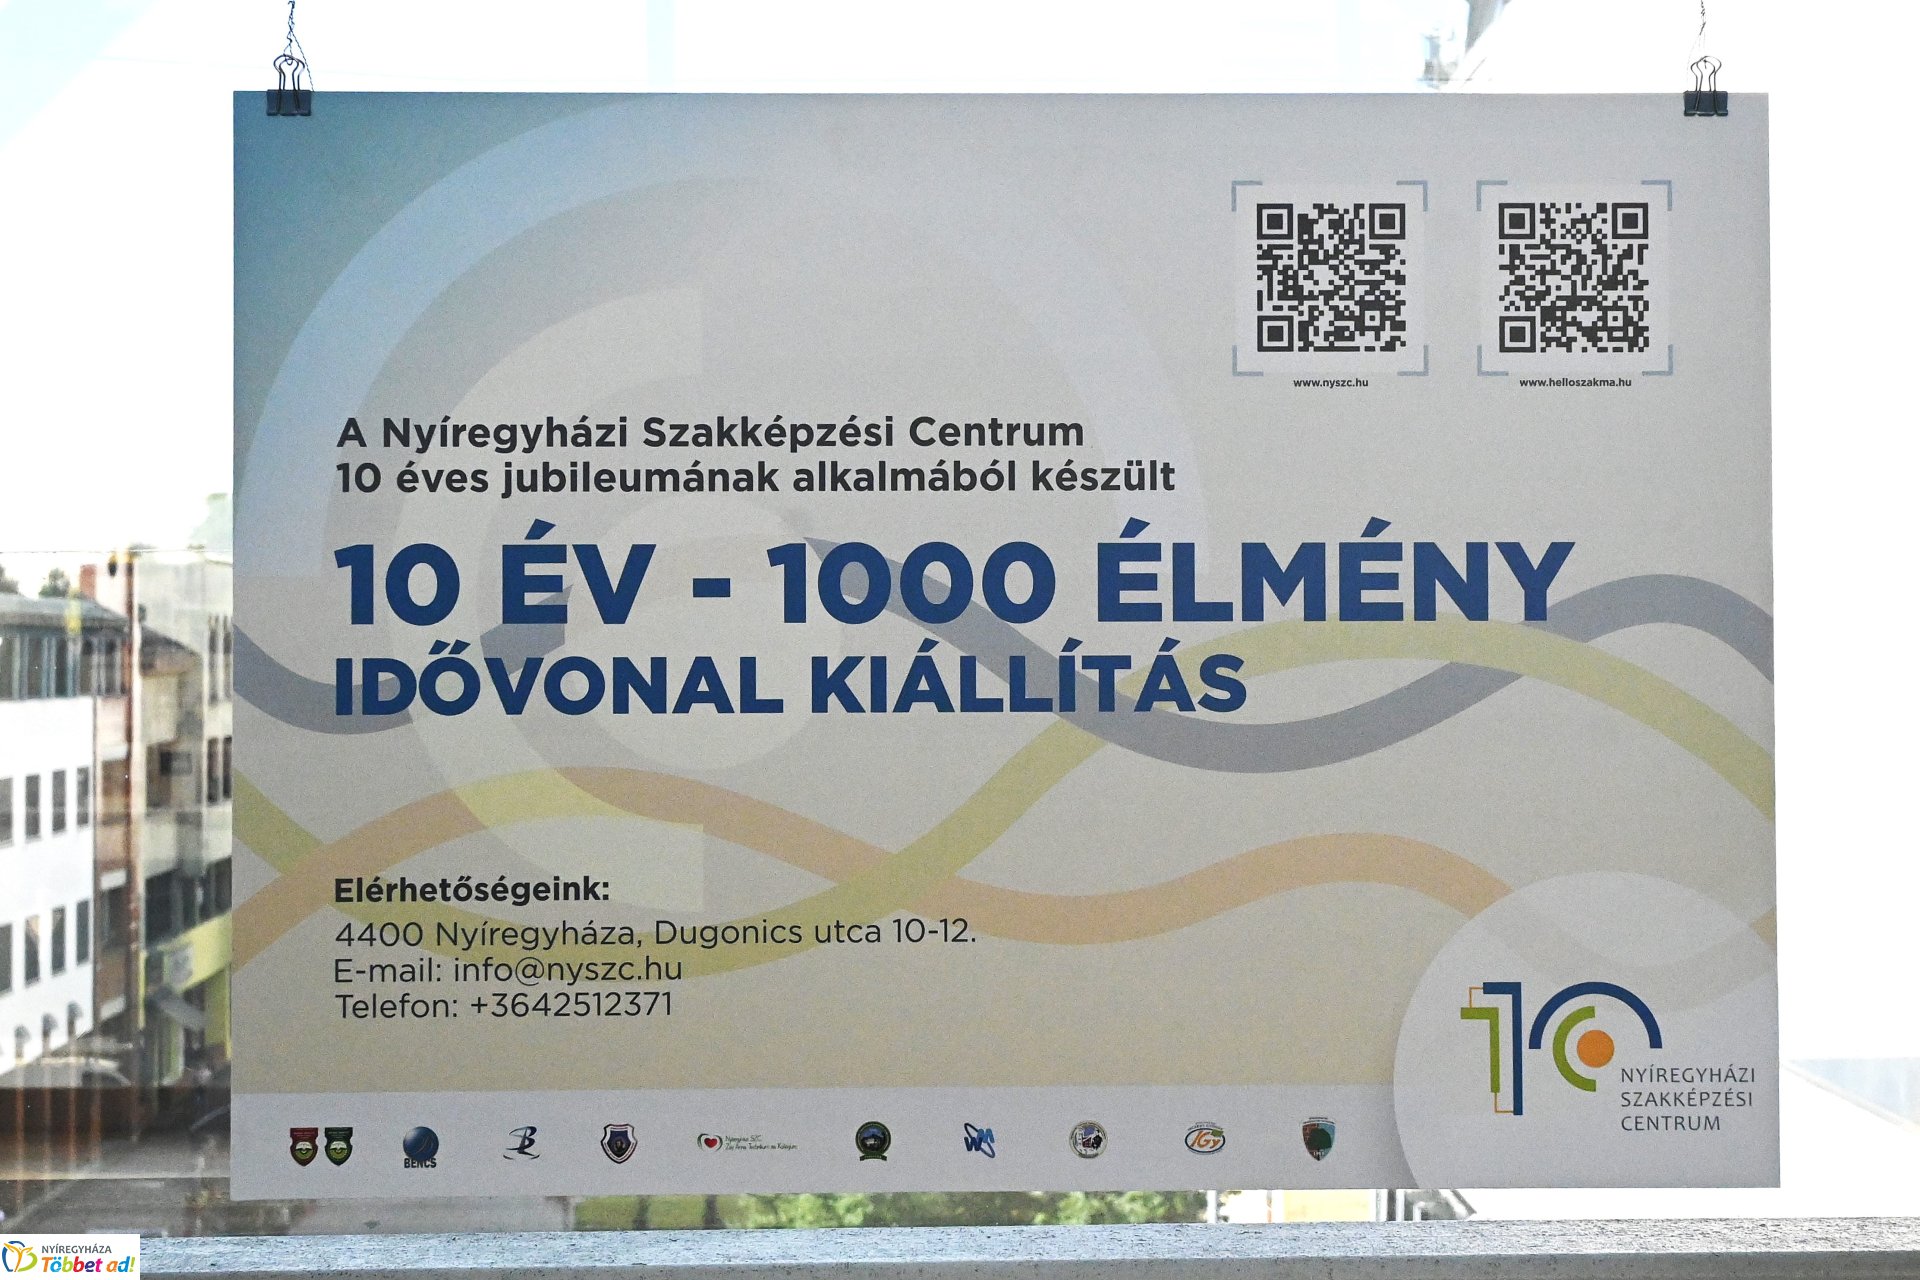 www.nyszc.hu
www.helloszakma.hu
A Nyíregyházi Szakképzési Centrum
10 éves jubileumának alkalmából készült
10 ÉV - 1000 ÉLMÉNY
IDŐVONAL KIÁLLÍTÁS
Elérhetőségeink:
4400 Nyíregyháza, Dugonics utca 10-12.
E-mail: info@nyszc.hu
Telefon: +3642512371
10
NYÍREGYHÁZI
SZAKKÉPZÉSI
CENTRUM
BENCS
IGy
NYÍREGYHÁZA
Többet ad!